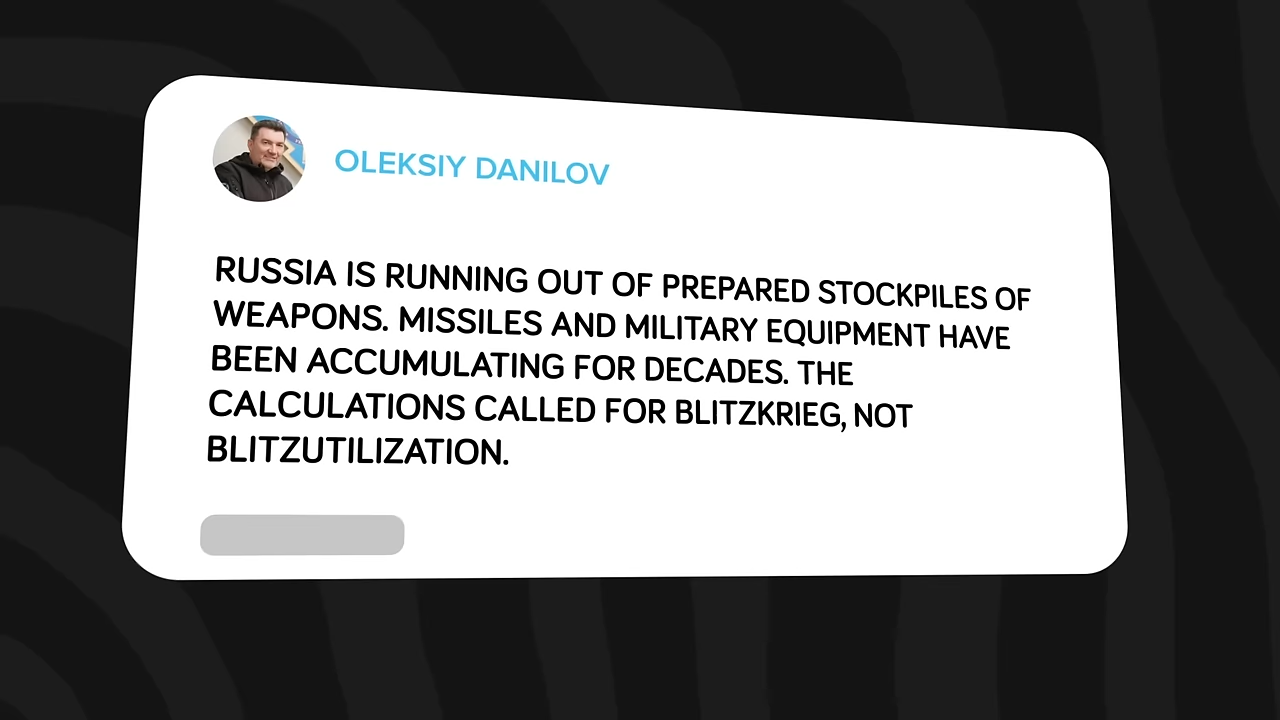 OLEKSIY DANILOV
RUSSIA IS RUNNING OUT OF PREPARED STOCKPILES OF
WEAPONS. MISSILES AND MILITARY EQUIPMENT HAVE
BEEN ACCUMULATING FOR DECADES. THE
CALCULATIONS CALLED FOR BLITZKRIEG, NOT
BLITZUTILIZATION.